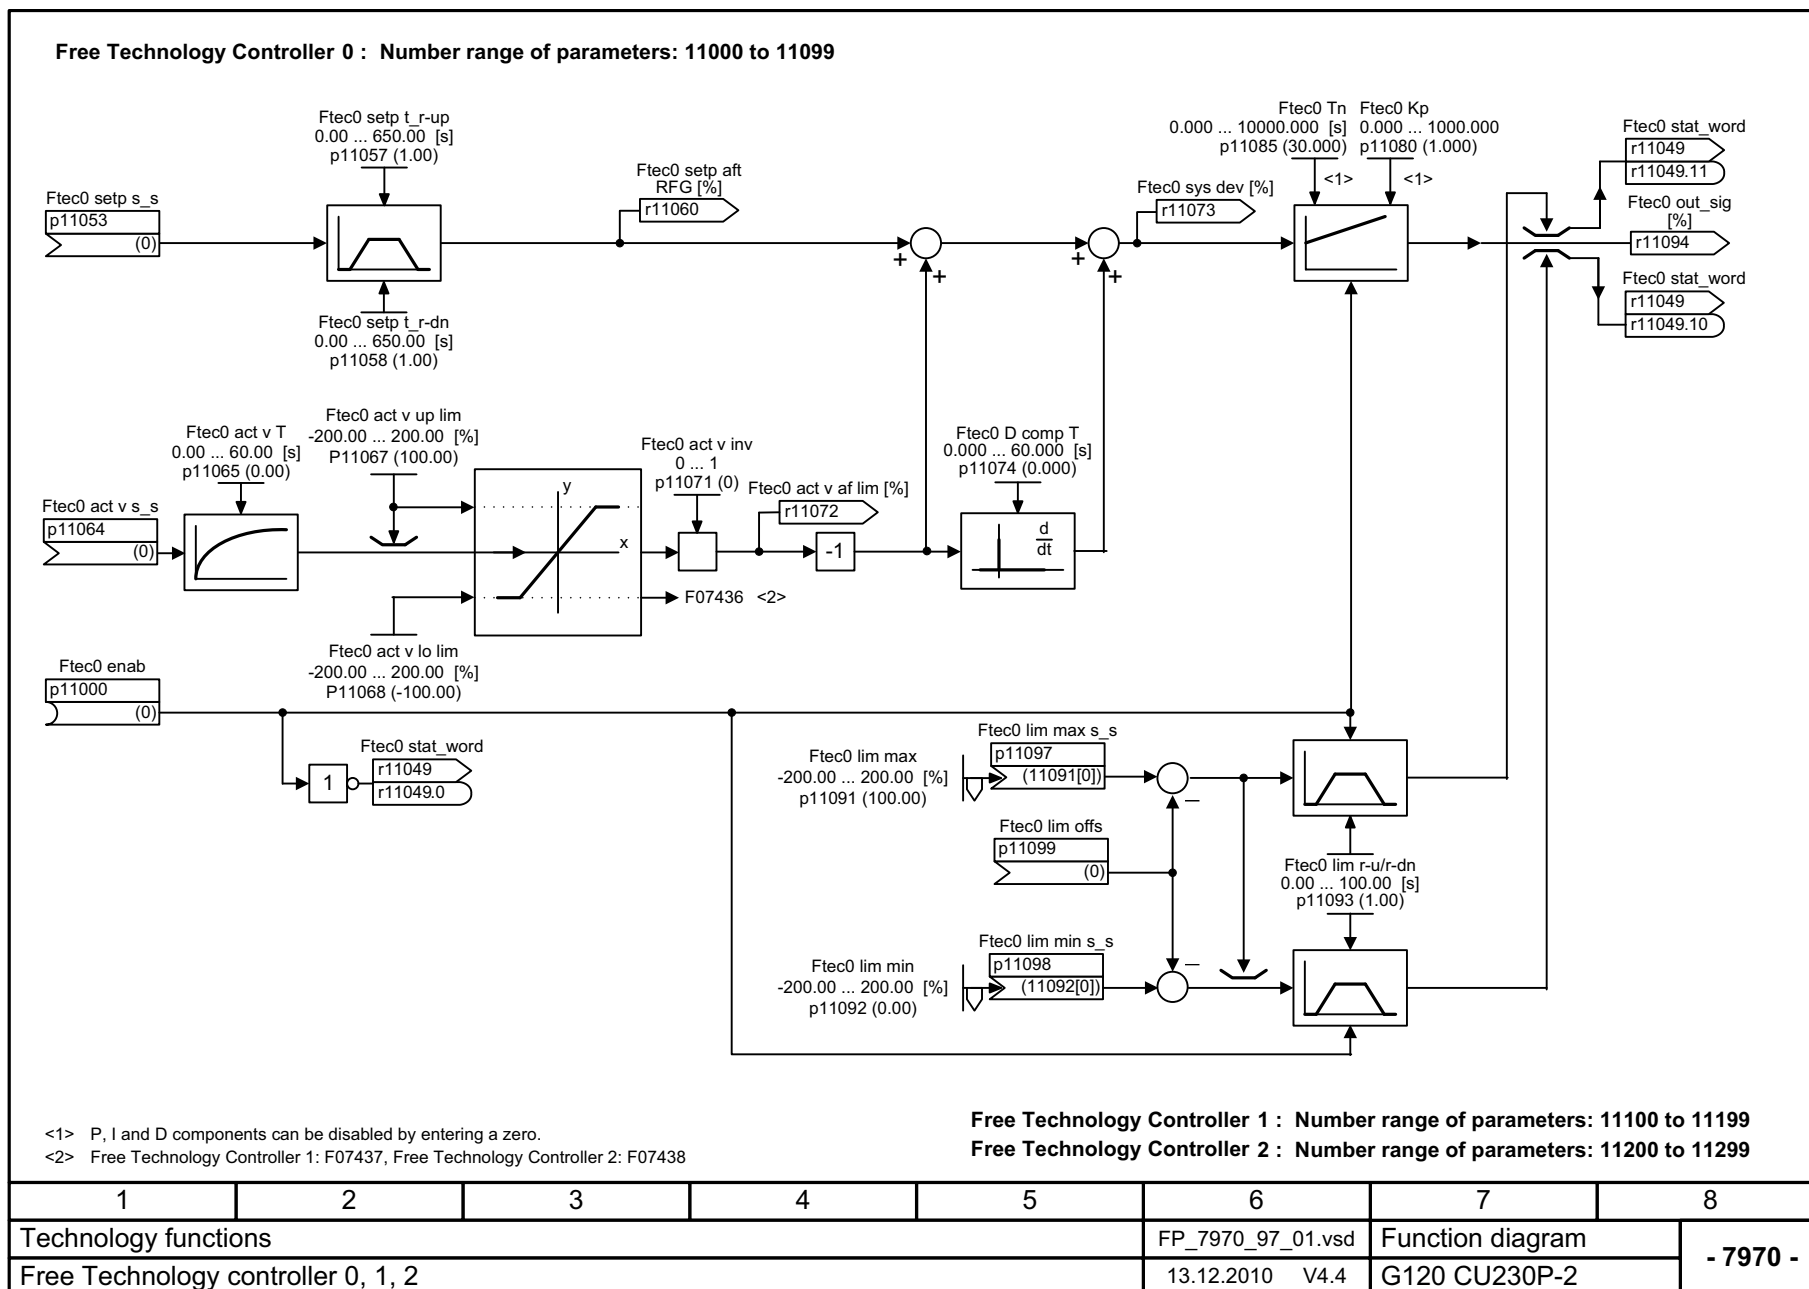 Free Technology Controller 0 : Number range of parameters: 11000 to 11099
Ftec0 setp t_r-up
0.00 ... 650.00 [s]
p11057 (1.00)
Ftec0 setp s_s
p11053
(0)
Ftec0 setp t_r-dn
0.00 ... 650.00 [s]
p11058 (1.00)
Ftec0 setp aft
RFG [%]
r11060
+
+
+
+
Ftec0 sys dev [%]
r11073
Ftec0 Tn
0.000 ... 10000.000 [s]
p11085 (30.000)
<1>
Ftec0 Kp
0.000 ... 1000.000
p11080 (1.000)
<1>
Ftec0 stat_word
r11049
r11049.11
Ftec0 out_sig
[%]
r11094
Ftec0 stat_word
r11049
r11049.10
Ftec0 act v T
0.00 ... 60.00 [s]
p11065 (0.00)
Ftec0 act v s_s
p11064
(0)
Ftec0 act v up lim
-200.00 ... 200.00 [%]
P11067 (100.00)
y
x
Ftec0 act v lo lim
-200.00 ... 200.00 [%]
P11068 (-100.00)
Ftec0 act v inv
0 ... 1
p11071 (0)
F07436 <2>
Ftec0 act v af lim [%]
r11072
-1
Ftec0 D comp T
0.000 ... 60.000 [s]
p11074 (0.000)
d
dt
Ftec0 enab
p11000
(0)
1
Ftec0 stat_word
r11049
r11049.0
Ftec0 lim max
-200.00 ... 200.00 [%]
p11091 (100.00)
Ftec0 lim max s_s
p11097
(11091[0])
–
Ftec0 lim offs
p11099
(0)
Ftec0 lim r-u/r-dn
0.00 ... 100.00 [s]
p11093 (1.00)
Ftec0 lim min
-200.00 ... 200.00 [%]
p11092 (0.00)
Ftec0 lim min s_s
p11098
(11092[0])
–
<1> P, I and D components can be disabled by entering a zero.
<2> Free Technology Controller 1: F07437, Free Technology Controller 2: F07438
Free Technology Controller 1 : Number range of parameters: 11100 to 11199
Free Technology Controller 2 : Number range of parameters: 11200 to 11299
1 2 3 4 5 6 7 8
Technology functions FP_7970_97_01.vsd Function diagram - 7970 -
Free Technology controller 0, 1, 2 13.12.2010 V4.4 G120 CU230P-2